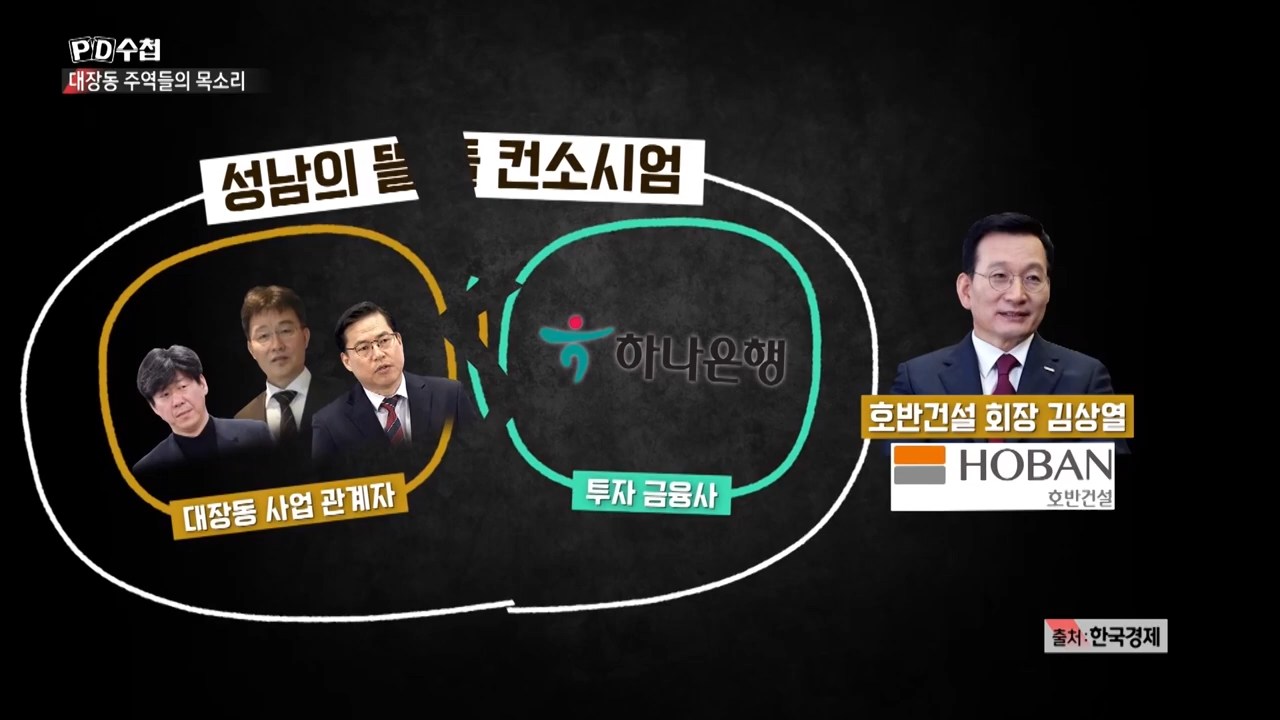 PD수첩
대장동 주역들의 목소리
성남의 컨소시엄
하나은행
호반건설 회장 김상열
HOBAN
호반건설
대장동 사업 관계자
투자 금융사
출처 : 한국경제